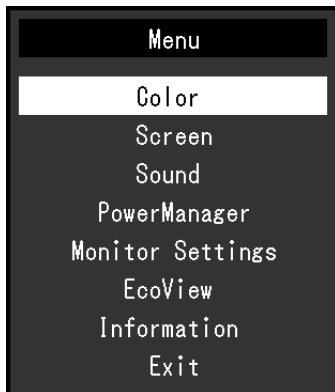 Menu
Color
Screen
Sound
PowerManager
Monitor Settings
EcoView
Information
Exit